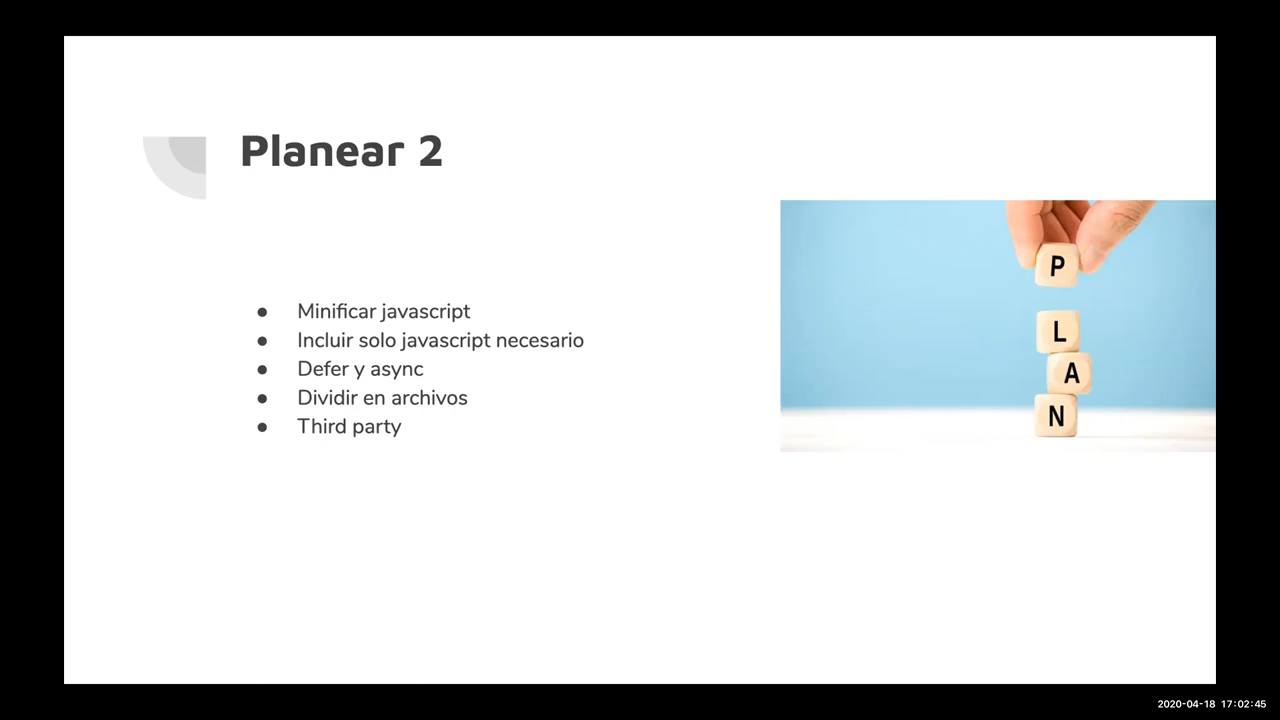 Planear 2
P
L
A
N
● Minificar javascript
● Incluir solo javascript necesario
● Defer y async
● Dividir en archivos
● Third party
2020-04-18 17:02:45